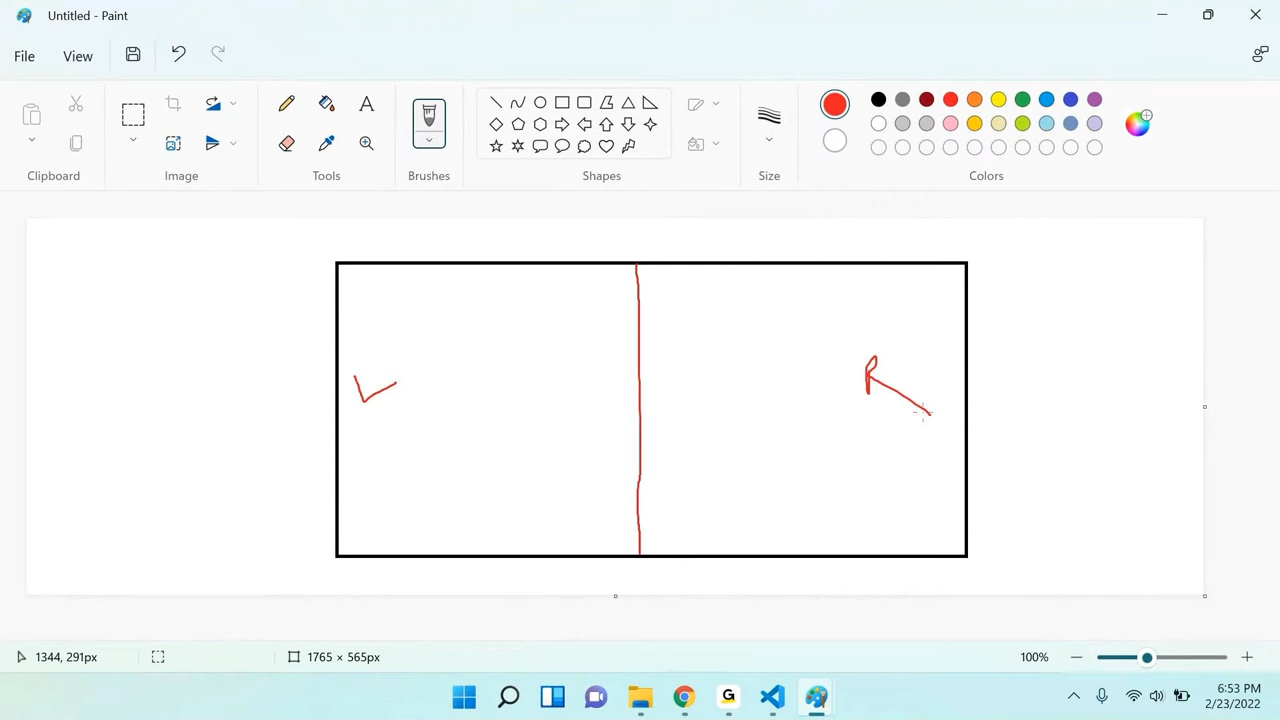 Untitled - Paint
File View
Clipboard Image Tools Brushes Shapes Size Colors
L R
1344, 291px 1765 × 565px 100%
6:53 PM
2/23/2022